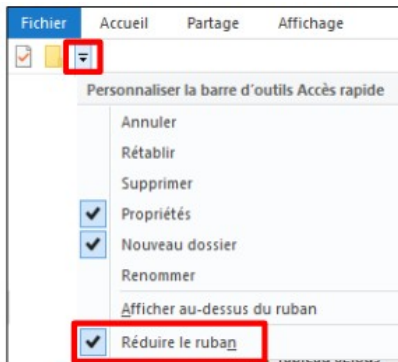 Fichier Accueil Partage Affichage
Personnaliser la barre d'outils Accès rapide
Annuler
Rétablir
Supprimer
Propriétés
Nouveau dossier
Renommer
Afficher au-dessus du ruban
Réduire le ruban